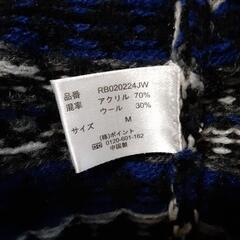 品番 RB020224JW
混率 アクリル 70%
ウール 30%
サイズ M
(株)ポイント
0120-601-162
中国製